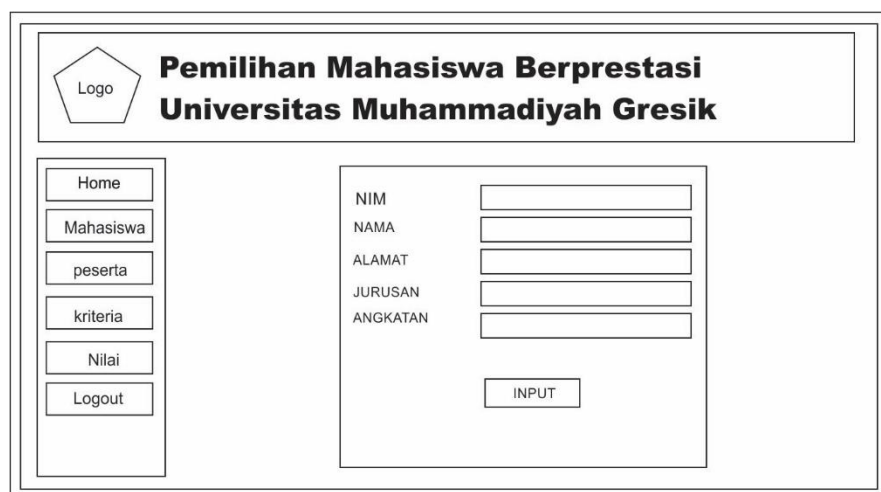 Logo
Pemilihan Mahasiswa Berprestasi
Universitas Muhammadiyah Gresik
Home
Mahasiswa
peserta
kriteria
Nilai
Logout
NIM
NAMA
ALAMAT
JURUSAN
ANGKATAN
INPUT